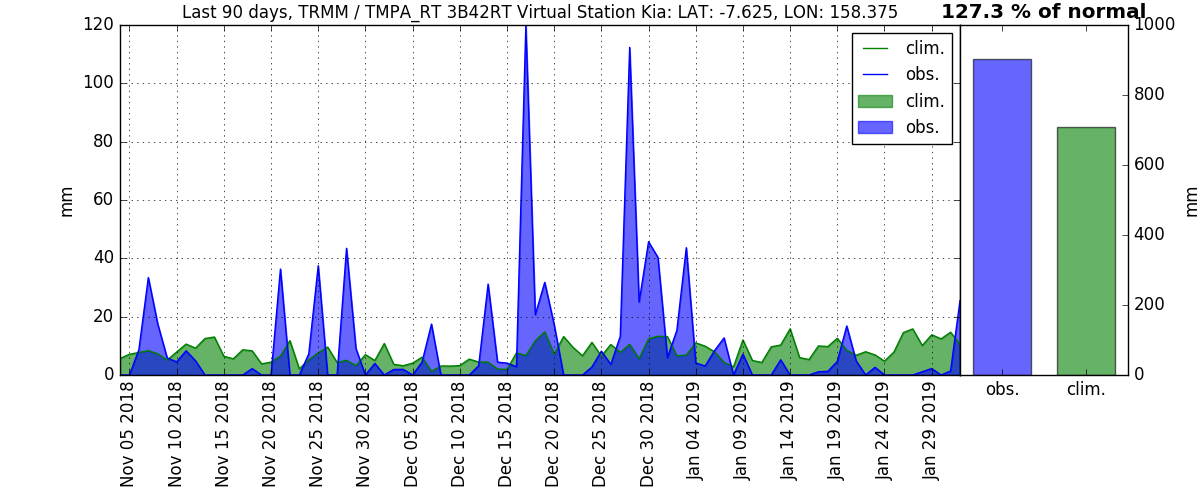 Last 90 days, TRMM / TMPA_RT 3B42RT Virtual Station Kia: LAT: -7.625, LON: 158.375
127.3 % of normal
120
100
80
60
40
20
0
mm
clim.
obs.
clim.
obs.
1000
800
600
400
200
0
mm
obs.
clim.
Nov 05 2018
Nov 10 2018
Nov 15 2018
Nov 20 2018
Nov 25 2018
Nov 30 2018
Dec 05 2018
Dec 10 2018
Dec 15 2018
Dec 20 2018
Dec 25 2018
Dec 30 2018
Jan 04 2019
Jan 09 2019
Jan 14 2019
Jan 19 2019
Jan 24 2019
Jan 29 2019